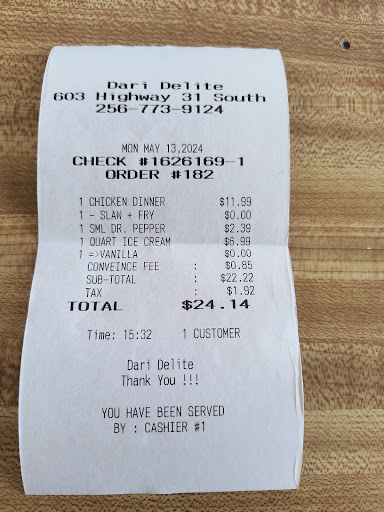 Dari Delite
603 Highway 31 South
256-773-9124
MON MAY 13,2024
CHECK #1626169-1
ORDER #182
1 CHICKEN DINNER $11.99
1 - SLAW + FRY $0.00
1 SML DR. PEPPER $2.39
1 QUART ICE CREAM $6.99
1 =>VANILLA $0.00
CONVEINCE FEE : $0.85
SUB-TOTAL : $22.22
TAX : $1.92
TOTAL $24.14
Time: 15:32 1 CUSTOMER
Dari Delite
Thank You !!!
YOU HAVE BEEN SERVED
BY : CASHIER #1